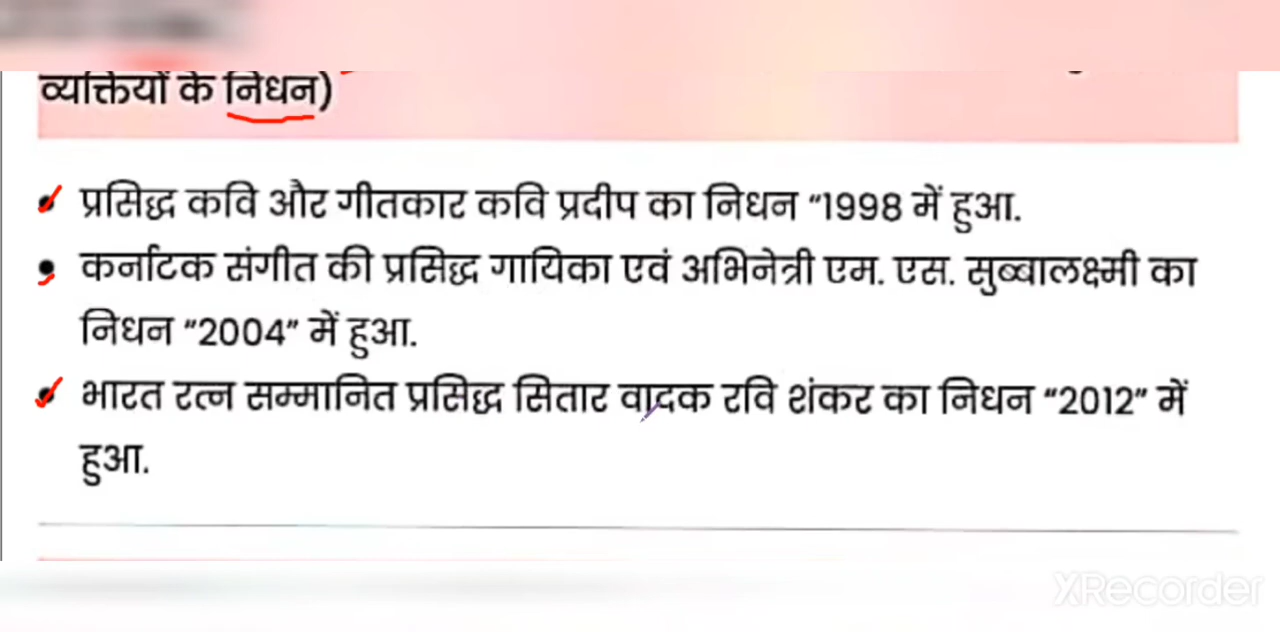 व्यक्तियों के निधन)
प्रसिद्ध कवि और गीतकार कवि प्रदीप का निधन “1998 में हुआ.
कर्नाटक संगीत की प्रसिद्ध गायिका एवं अभिनेत्री एम. एस. सुब्बालक्ष्मी का
निधन “2004” में हुआ.
भारत रत्न सम्मानित प्रसिद्ध सितार वादक रवि शंकर का निधन “2012” में
हुआ.
XRecorder